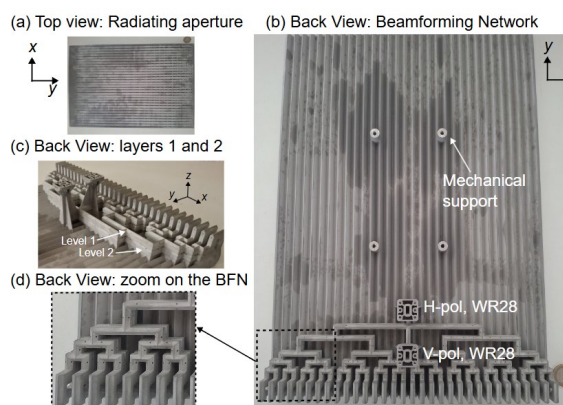 (a) Top view: Radiating aperture
x
y
(b) Back View: Beamforming Network
y
Mechanical
support
(c) Back View: layers 1 and 2
z
y
x
Level 1
Level 2
(d) Back View: zoom on the BFN
H-pol, WR28
V-pol, WR28